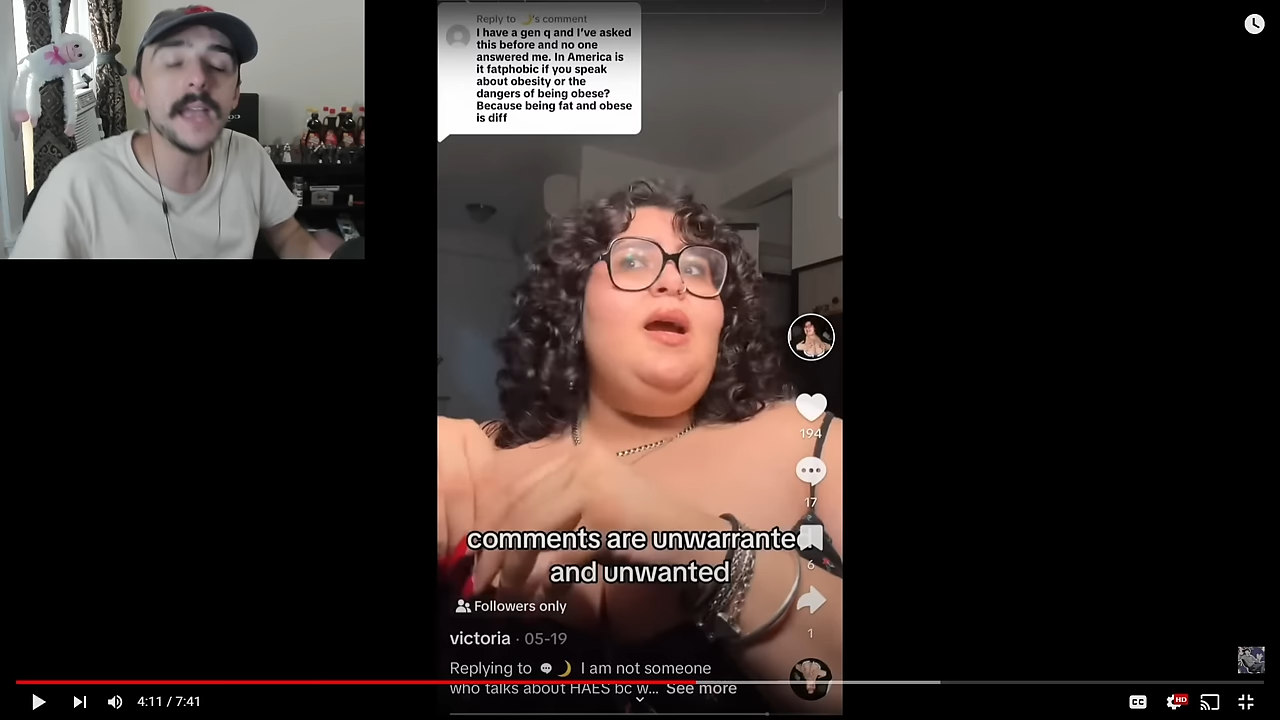 Reply to 🌙's comment
I have a gen q and I've asked
this before and no one
answered me. In America is
it fatphobic if you speak
about obesity or the
dangers of being obese?
Because being fat and obese
is diff
194
17
comments are unwarranted
and unwanted
6
Followers only
victoria · 05-19
1
Replying to 💬🌙 I am not someone
who talks about HAES bc w... See more
4:11 / 7:41
CC
HD